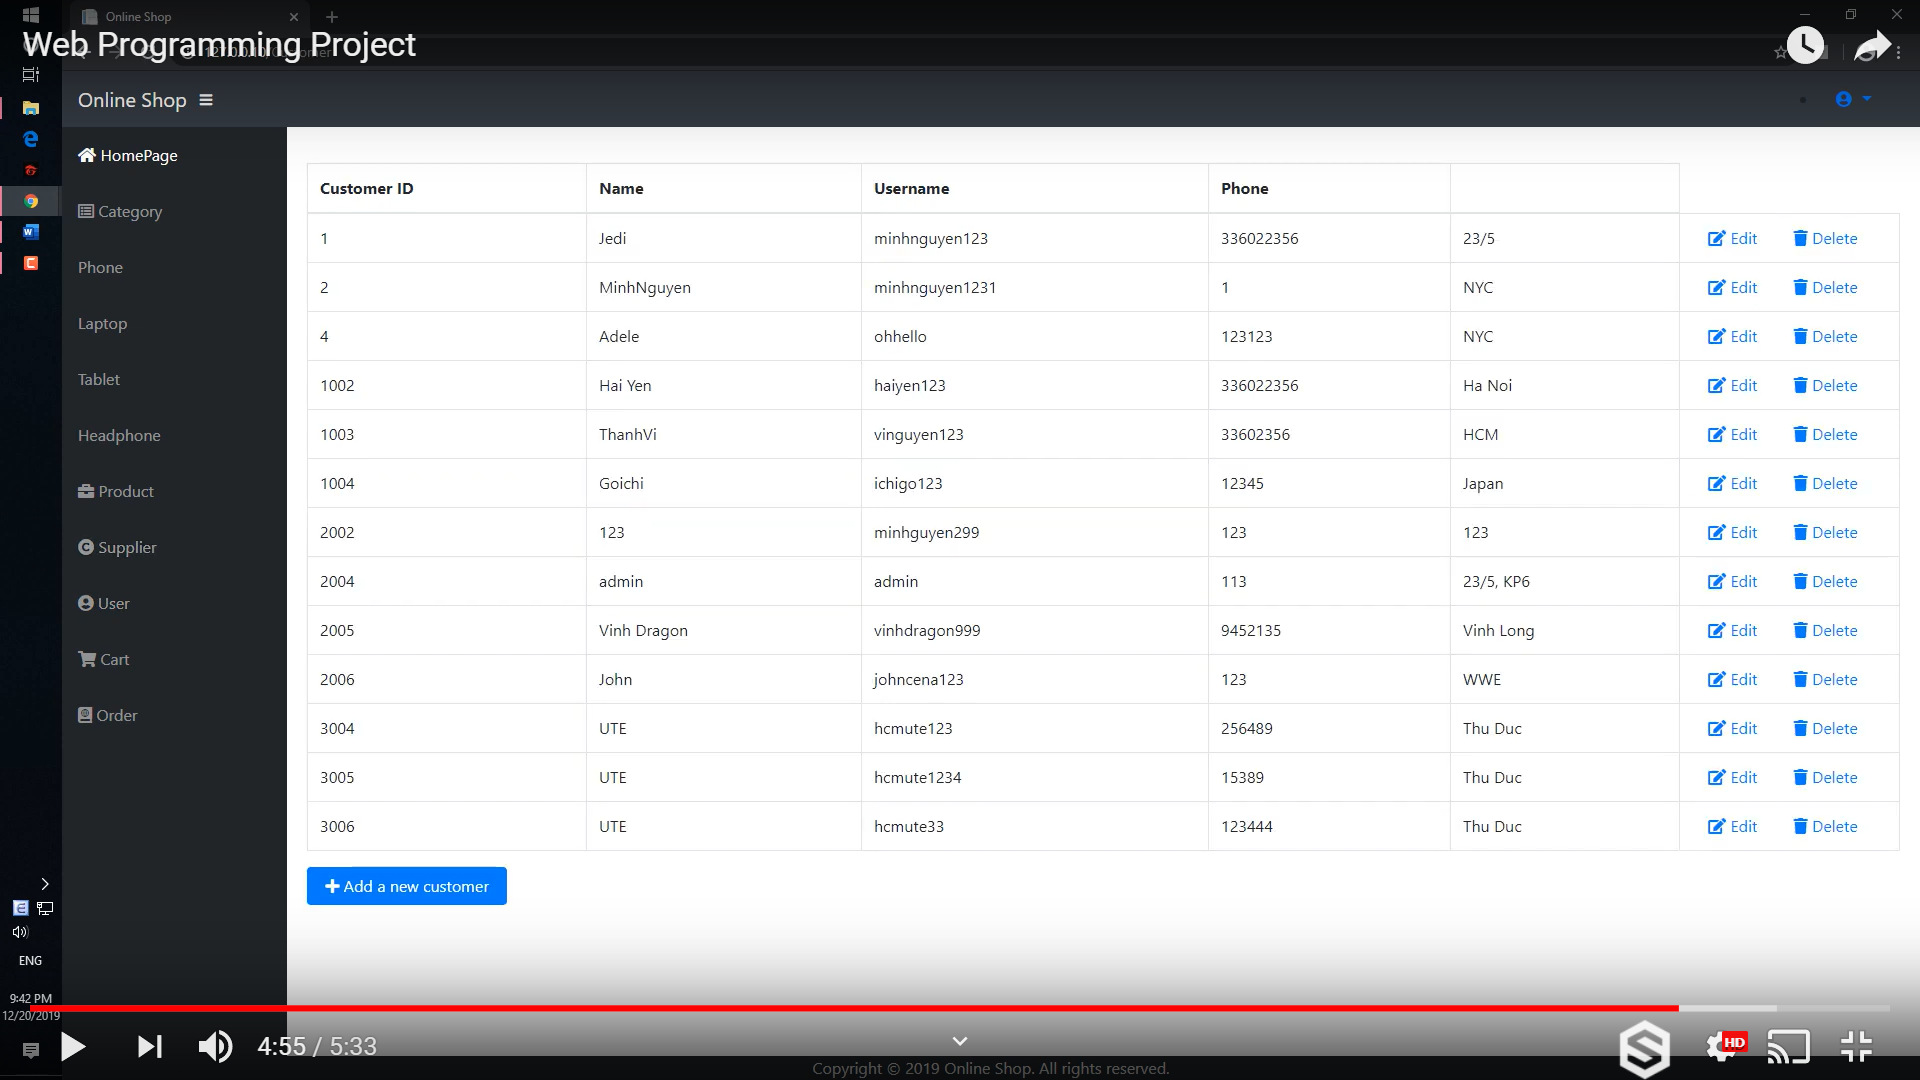 Online Shop
Web Programming Project
Online Shop
HomePage
Category
Phone
Laptop
Tablet
Headphone
Product
Supplier
User
Cart
Order
Customer ID Name Username Phone
1 Jedi minhnguyen123 336022356 23/5 Edit Delete
2 MinhNguyen minhnguyen1231 1 NYC Edit Delete
4 Adele ohhello 123123 NYC Edit Delete
1002 Hai Yen haiyen123 336022356 Ha Noi Edit Delete
1003 ThanhVi vinguyen123 33602356 HCM Edit Delete
1004 Goichi ichigo123 12345 Japan Edit Delete
2002 123 minhguyen299 123 123 Edit Delete
2004 admin admin 113 23/5, KP6 Edit Delete
2005 Vinh Dragon vinhdragon999 9452135 Vinh Long Edit Delete
2006 John johncena123 123 WWE Edit Delete
3004 UTE hcmute123 256489 Thu Duc Edit Delete
3005 UTE hcmute1234 15389 Thu Duc Edit Delete
3006 UTE hcmute33 123444 Thu Duc Edit Delete
Add a new customer
ENG
9:42 PM
12/20/2019
4:55 / 5:33
HD
Copyright © 2019 Online Shop. All rights reserved.